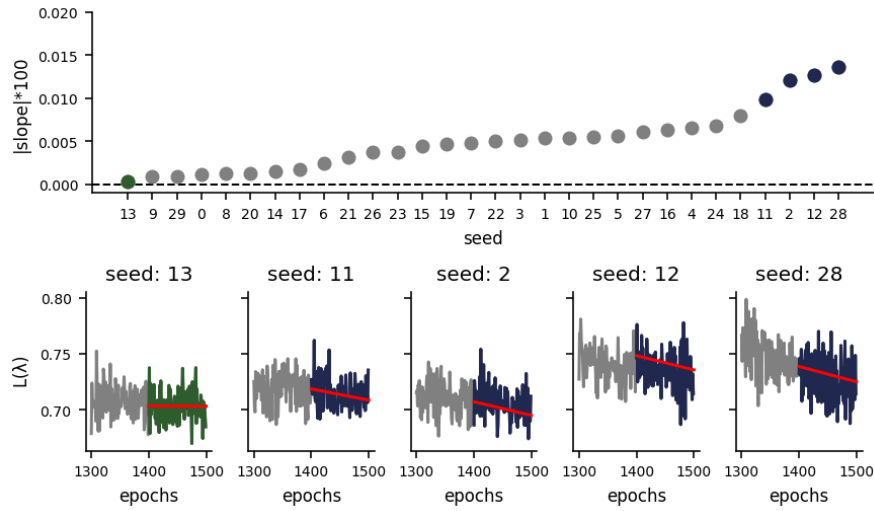 0.020
0.015
0.010
0.005
0.000
|slope|*100
13 9 29 0 8 20 14 17 6 21 26 23 15 19 7 22 3 1 10 25 5 27 16 4 24 18 11 2 12 28
seed
seed: 13 seed: 11 seed: 2 seed: 12 seed: 28
0.80
0.75
0.70
L(λ)
1300 1400 1500 1300 1400 1500 1300 1400 1500 1300 1400 1500 1300 1400 1500
epochs epochs epochs epochs epochs